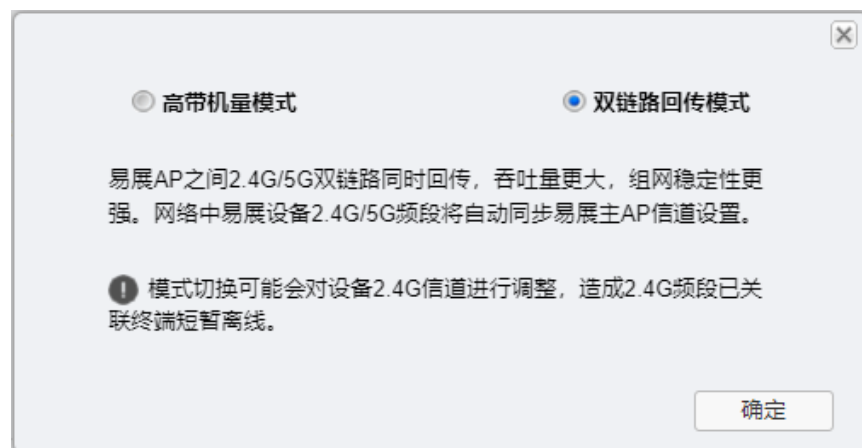 高带机量模式 双链路回传模式
易展AP之间2.4G/5G双链路同时回传，吞吐量更大，组网稳定性更
强。网络中易展设备2.4G/5G频段将自动同步易展主AP信道设置。
模式切换可能会对设备2.4G信道进行调整，造成2.4G频段已关
联终端短暂离线。
确定